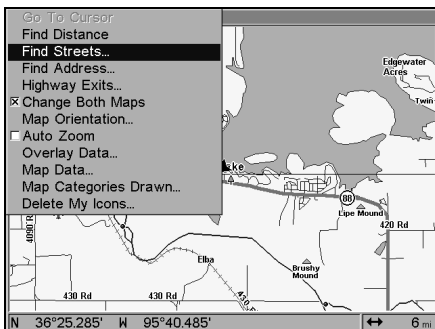 Go To Cursor
Find Distance
Find Streets...
Find Address...
Highway Exits...
Change Both Maps
Map Orientation...
Auto Zoom
Overlay Data...
Map Data...
Map Categories Drawn...
Delete My Icons...
Edgewater
Acres
Twin
ke
88
Lipe Mound
420 Rd
4090 R
Elba
Brushy
Mound
430 Rd
430 Rd
430
N 36°25.285' W 95°40.485'
↔ 6 mi